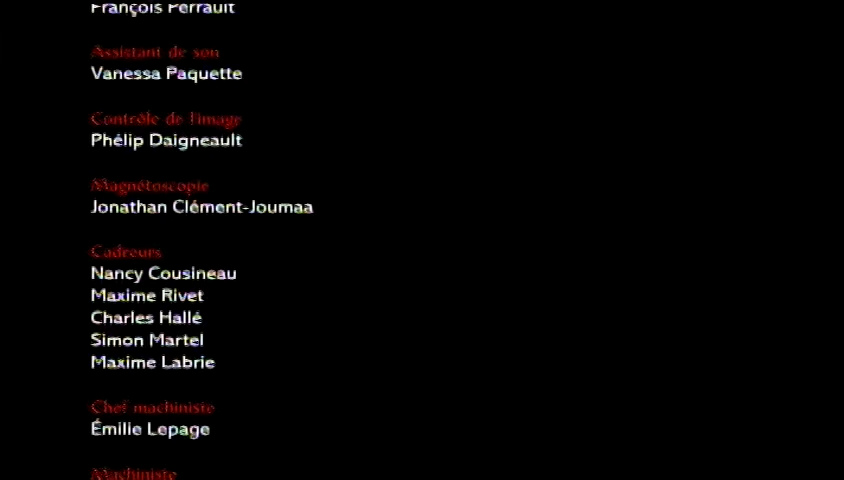 François Perrault
Assistant de son
Vanessa Paquette
Contrôle de l'image
Phélip Daigneault
Magnétoscopie
Jonathan Clément-Joumaa
Cadreurs
Nancy Cousineau
Maxime Rivet
Charles Hallé
Simon Martel
Maxime Labrie
Chef machiniste
Émilie Lepage
Machiniste